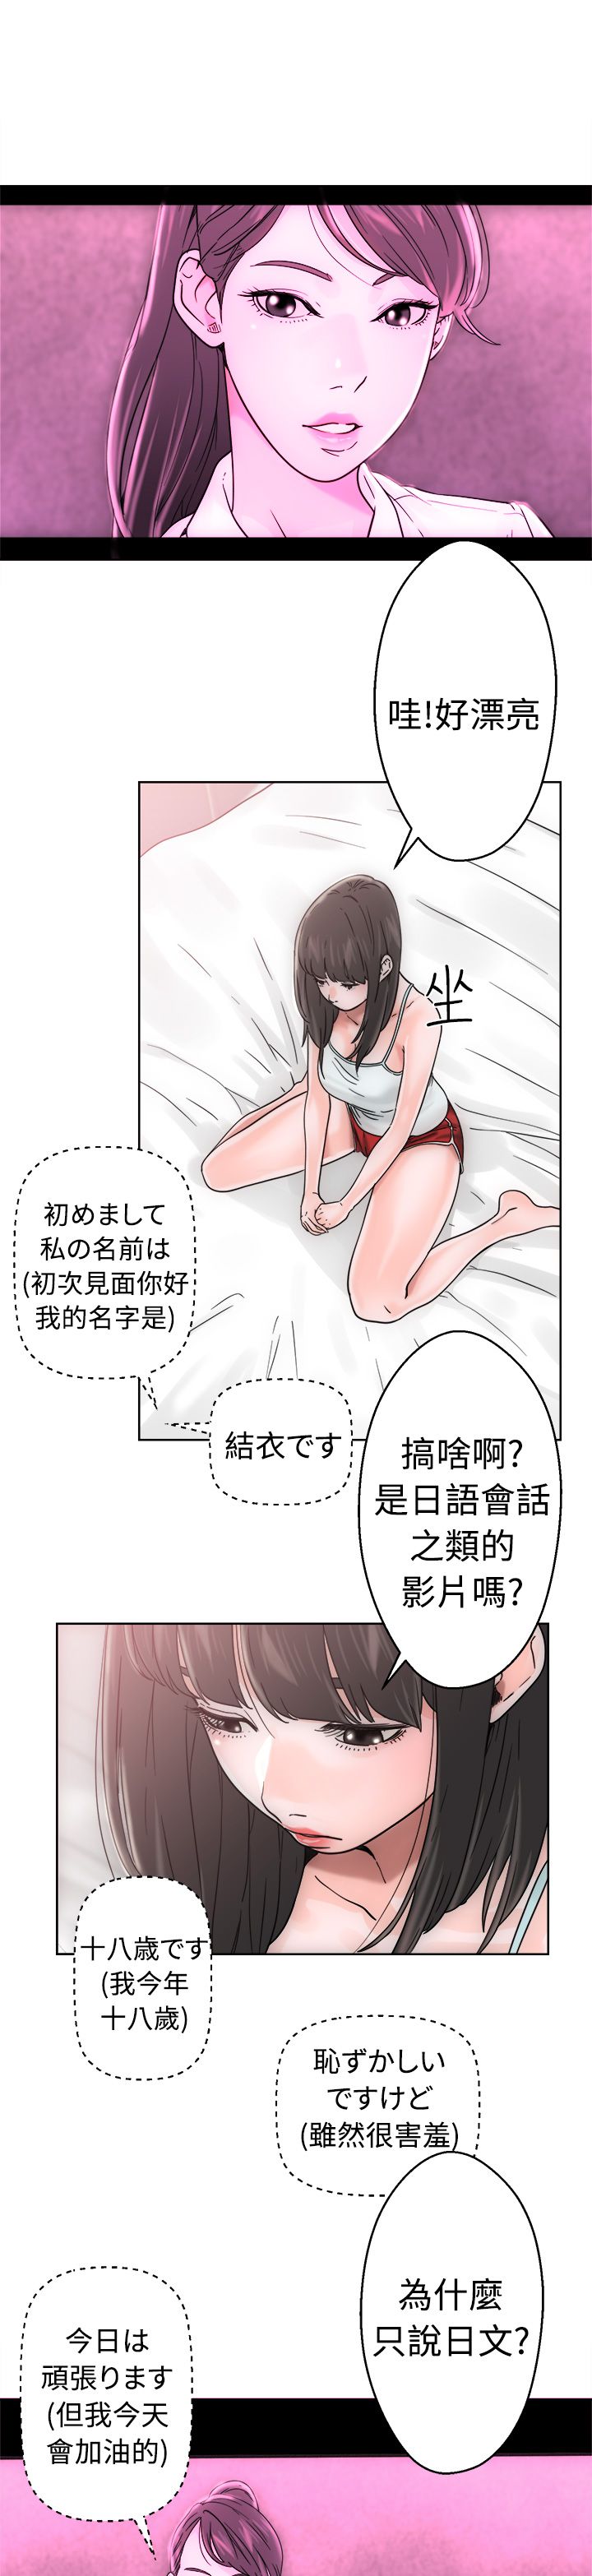 哇!好漂亮
坐
初めまして
私の名前は
(初次見面你好
我的名字是)
結衣です
搞啥啊?
是日語會話
之類的
影片嗎?
十八歳です
(我今年
十八歲)
恥ずかしい
ですけど
(雖然很害羞)
為什麼
只說日文?
今日は
頑張ります
(但我今天
會加油的)